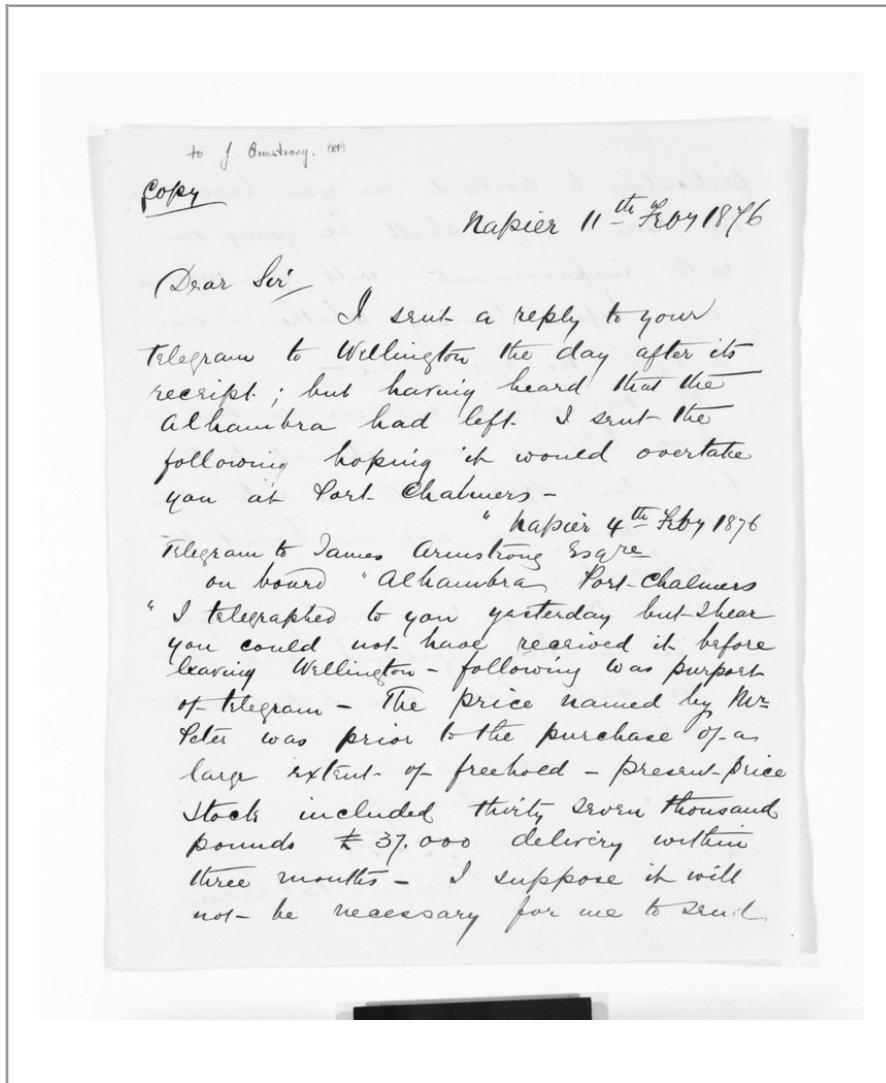 to J Armstrong. (EP)
Copy
Napier 11th Feby 1876
Dear Sir
I sent a reply to your
telegram to Wellington the day after its
receipt; but having heard that the
Alhambra had left. I sent the
following hoping it would overtake
you at Port Chalmers -
" Napier 4th Feby 1876
Telegram to James Armstrong Esqre
on board "Alhambra, Port-Chalmers
" I telegraphed to you yesterday but I hear
you could not have received it before
leaving Wellington - following was purport
of telegram - The price named by Mr
Peter was prior to the purchase of a
large extent of freehold - present price
stock included thirty seven thousand
pounds £ 37.000 delivery within
three months - I suppose it will
not be necessary for me to send